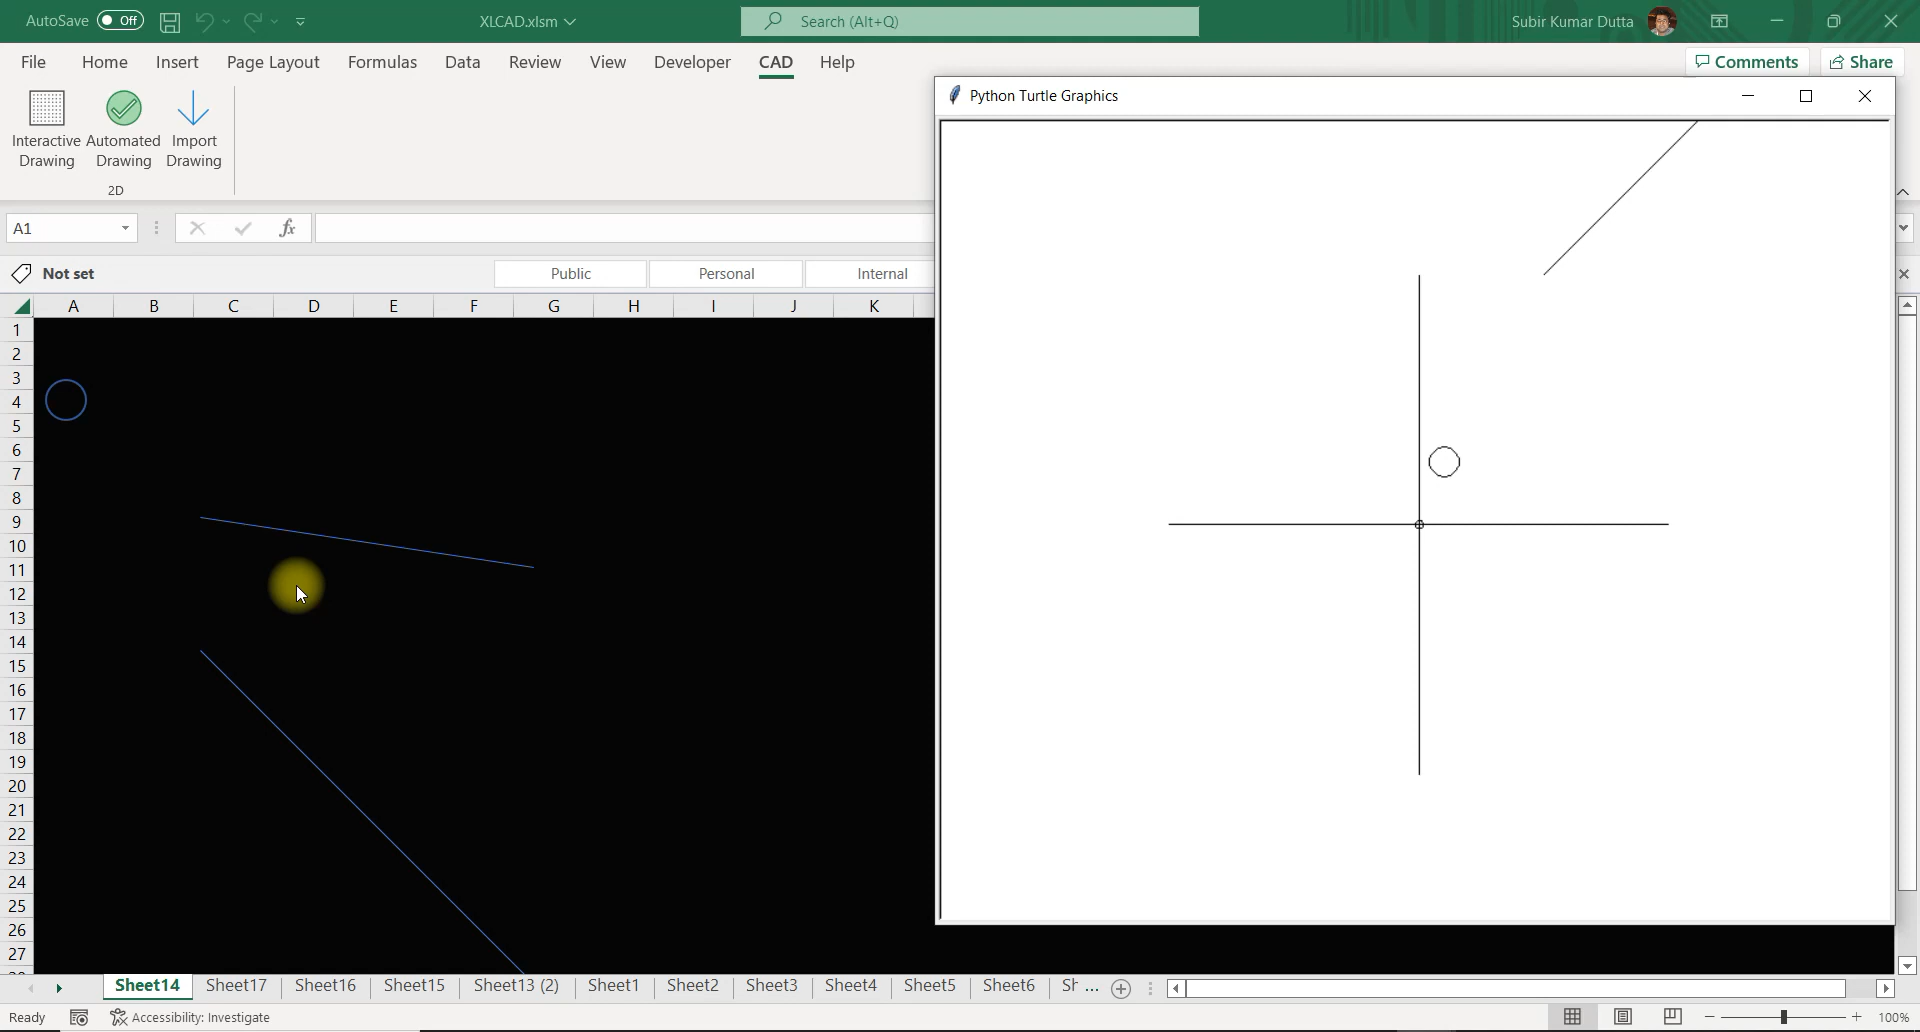 AutoSave Off XLCAD.xlsm Search (Alt+Q) Subir Kumar Dutta
File Home Insert Page Layout Formulas Data Review View Developer CAD Help Comments Share
Python Turtle Graphics
Interactive Drawing
Automated Drawing
Import Drawing
2D
A1 fx
Not set Public Personal Internal
A B C D E F G H I J K
1
2
3
4
5
6
7
8
9
10
11
12
13
14
15
16
17
18
19
20
21
22
23
24
25
26
27
Sheet14 Sheet17 Sheet16 Sheet15 Sheet13 (2) Sheet1 Sheet2 Sheet3 Sheet4 Sheet5 Sheet6 Sh ...
Ready Accessibility: Investigate 100%